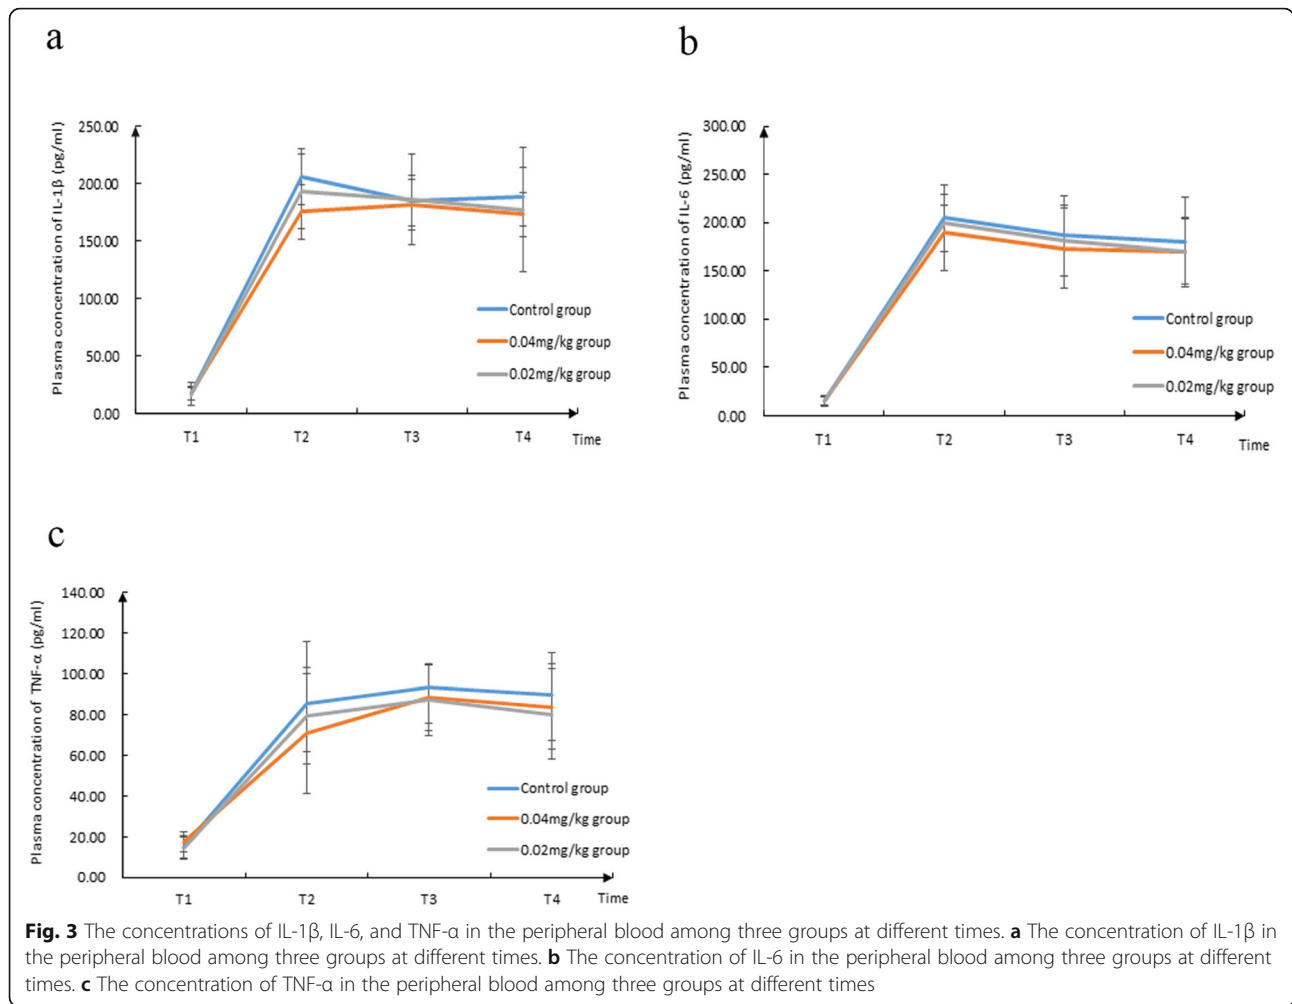 a
Plasma concentration of IL-1β (pg/ml)
250.00
200.00
150.00
100.00
50.00
0.00
T1
T2
T3
T4
Time
Control group
0.04mg/kg group
0.02mg/kg group
b
Plasma concentration of IL-6 (pg/ml)
300.00
250.00
200.00
150.00
100.00
50.00
0.00
T1
T2
T3
T4
Time
Control group
0.04mg/kg group
0.02mg/kg group
c
Plasma concentration of TNF-α (pg/ml)
140.00
120.00
100.00
80.00
60.00
40.00
20.00
0.00
T1
T2
T3
T4
Time
Control group
0.04mg/kg group
0.02mg/kg group
Fig. 3 The concentrations of IL-1β, IL-6, and TNF-α in the peripheral blood among three groups at different times. a The concentration of IL-1β in
the peripheral blood among three groups at different times. b The concentration of IL-6 in the peripheral blood among three groups at different
times. c The concentration of TNF-α in the peripheral blood among three groups at different times